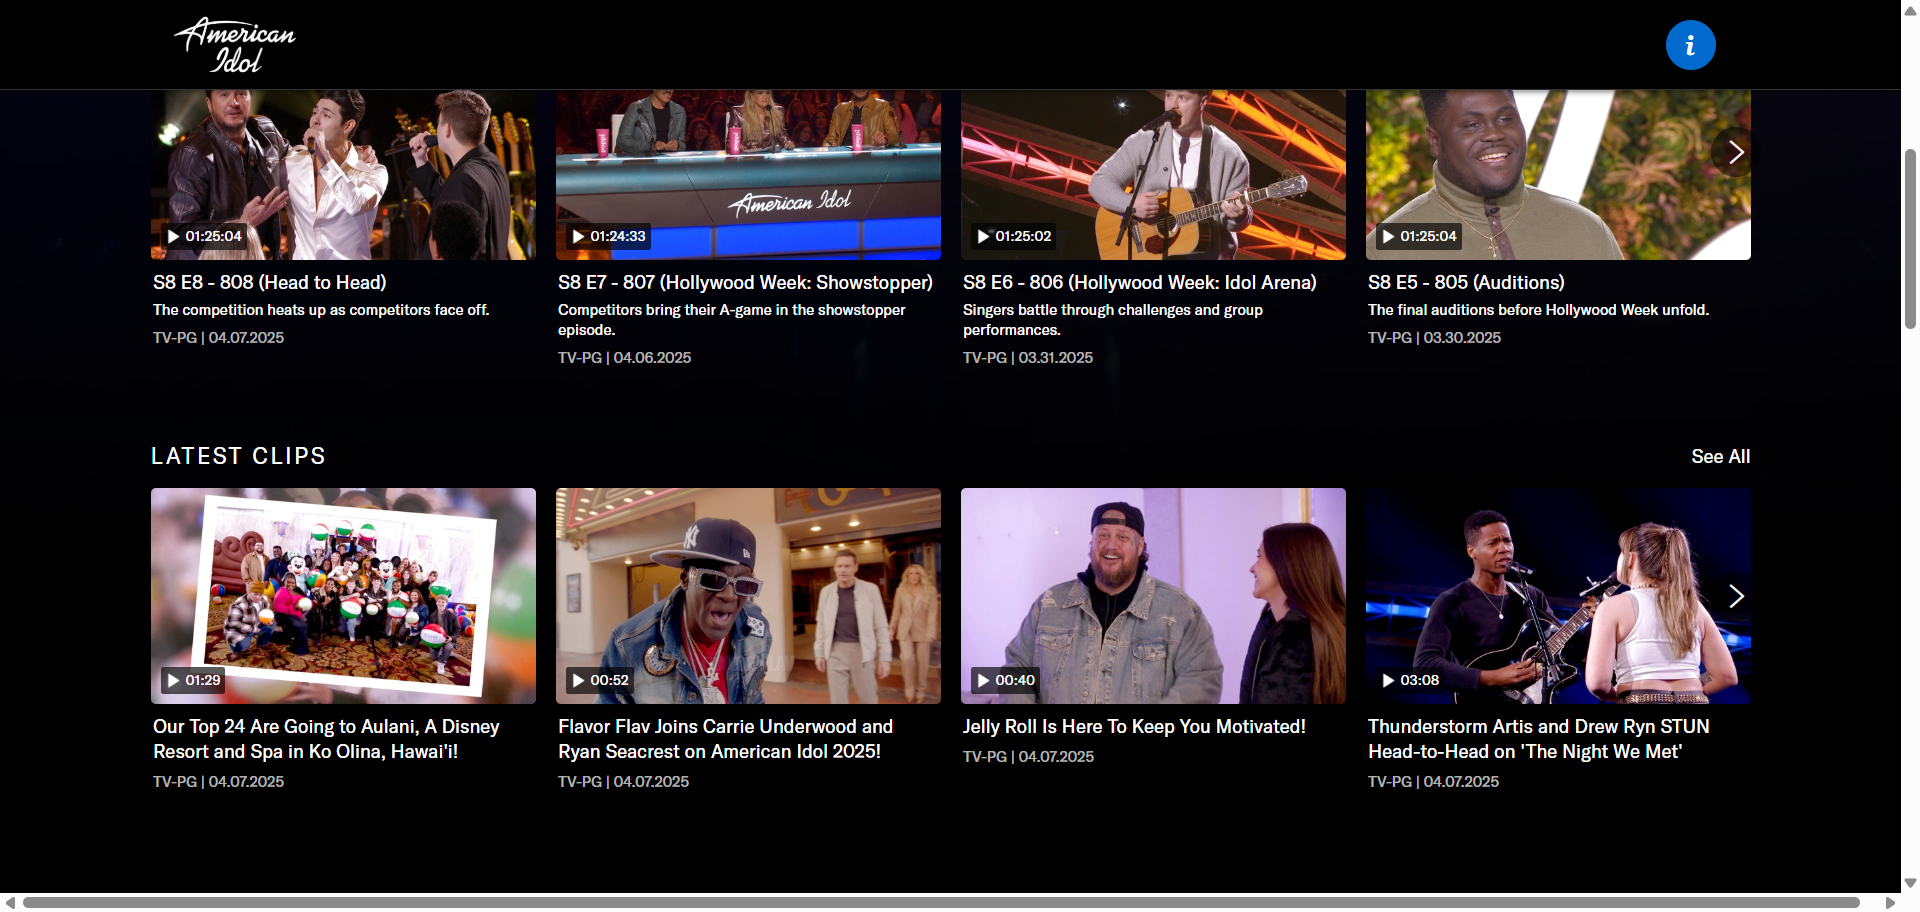 American
Idol
i
poppi
poppi
poppi
American Idol
01:25:04
01:24:33
01:25:02
01:25:04
S8 E8 - 808 (Head to Head)
The competition heats up as competitors face off.
TV-PG | 04.07.2025
S8 E7 - 807 (Hollywood Week: Showstopper)
Competitors bring their A-game in the showstopper
episode.
TV-PG | 04.06.2025
S8 E6 - 806 (Hollywood Week: Idol Arena)
Singers battle through challenges and group
performances.
TV-PG | 03.31.2025
S8 E5 - 805 (Auditions)
The final auditions before Hollywood Week unfold.
TV-PG | 03.30.2025
LATEST CLIPS
See All
NY
01:29
00:52
00:40
03:08
Our Top 24 Are Going to Aulani, A Disney
Resort and Spa in Ko Olina, Hawai'i!
TV-PG | 04.07.2025
Flavor Flav Joins Carrie Underwood and
Ryan Seacrest on American Idol 2025!
TV-PG | 04.07.2025
Jelly Roll Is Here To Keep You Motivated!
TV-PG | 04.07.2025
Thunderstorm Artis and Drew Ryn STUN
Head-to-Head on 'The Night We Met'
TV-PG | 04.07.2025